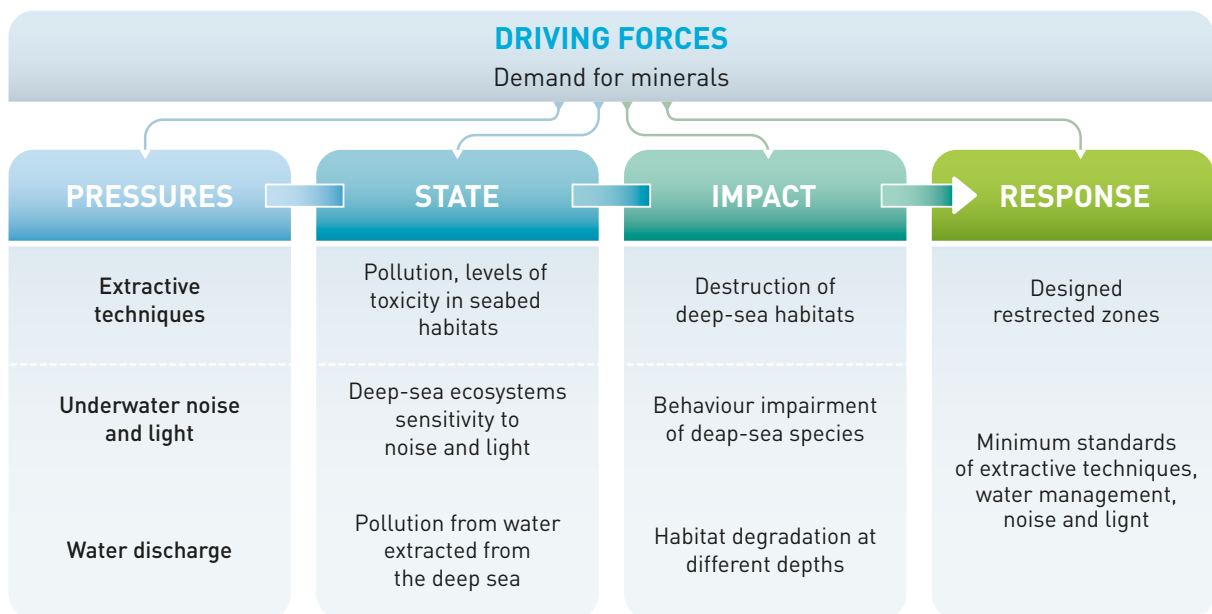 DRIVING FORCES
Demand for minerals
PRESSURES
STATE
IMPACT
RESPONSE
Extractive
techniques
Pollution, levels of
toxicity in seabed
habitats
Destruction of
deep-sea habitats
Designed
restrected zones
Underwater noise
and light
Deep-sea ecosystems
sensitivity to
noise and light
Behaviour impairment
of deap-sea species
Minimum standards
of extractive techniques,
water management,
noise and lignt
Water discharge
Pollution from water
extracted from
the deep sea
Habitat degradation at
different depths